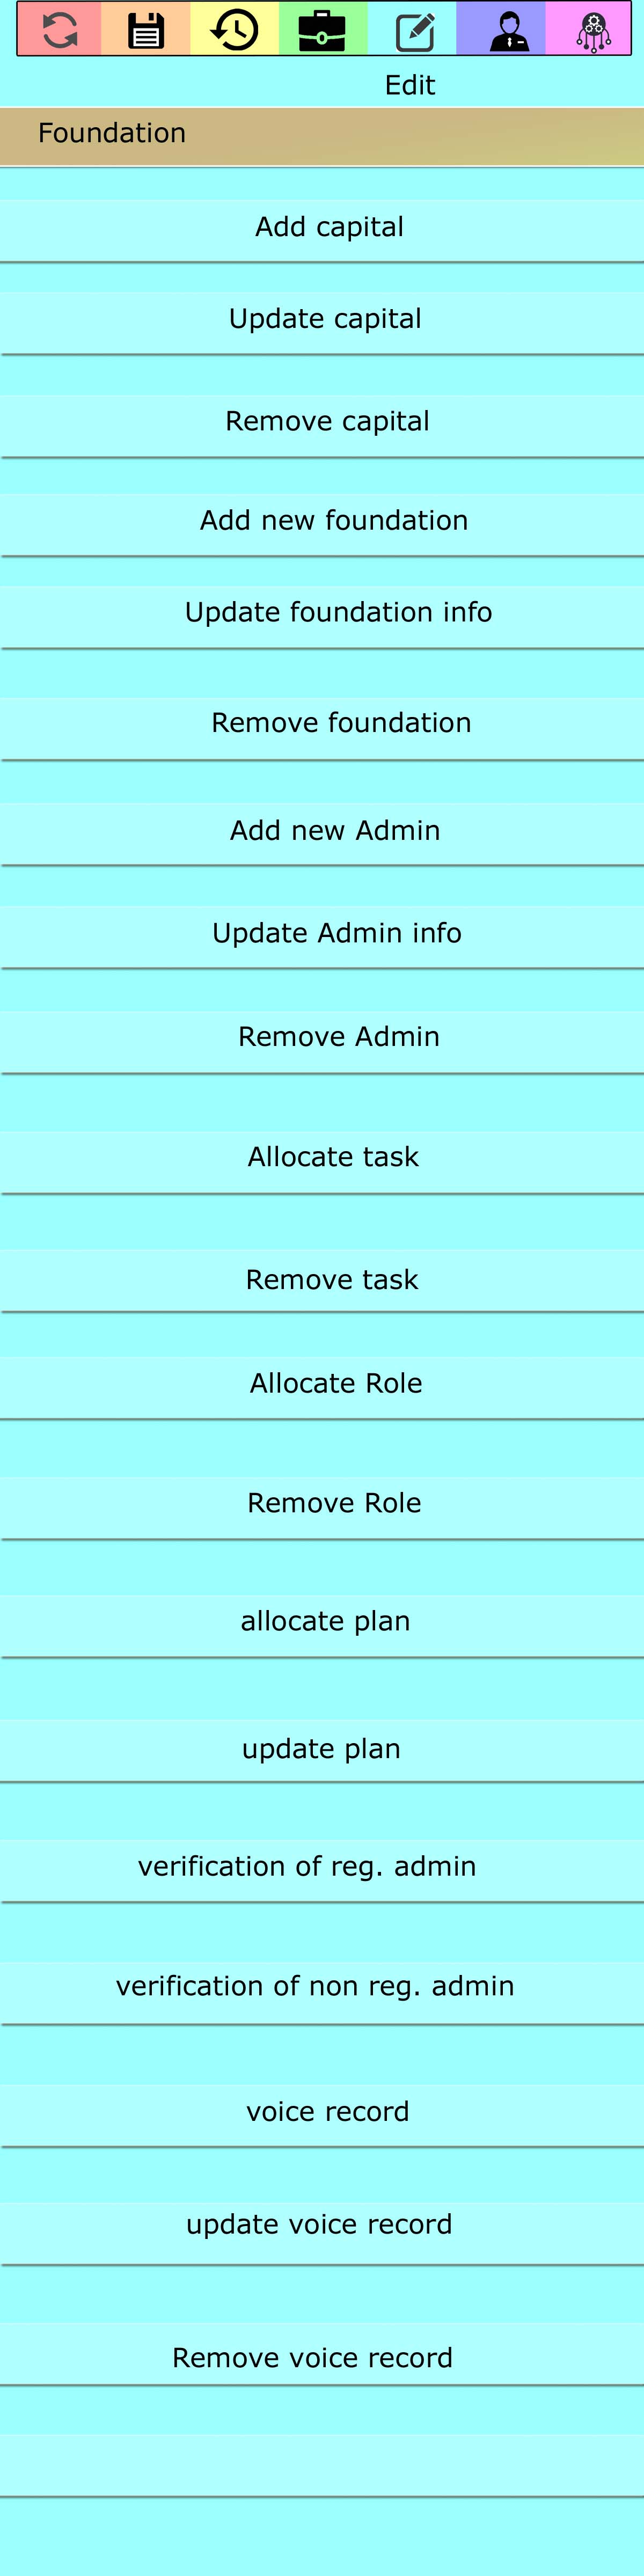 Edit
Foundation
Add capital
Update capital
Remove capital
Add new foundation
Update foundation info
Remove foundation
Add new Admin
Update Admin info
Remove Admin
Allocate task
Remove task
Allocate Role
Remove Role
allocate plan
update plan
verification of reg. admin
verification of non reg. admin
voice record
update voice record
Remove voice record